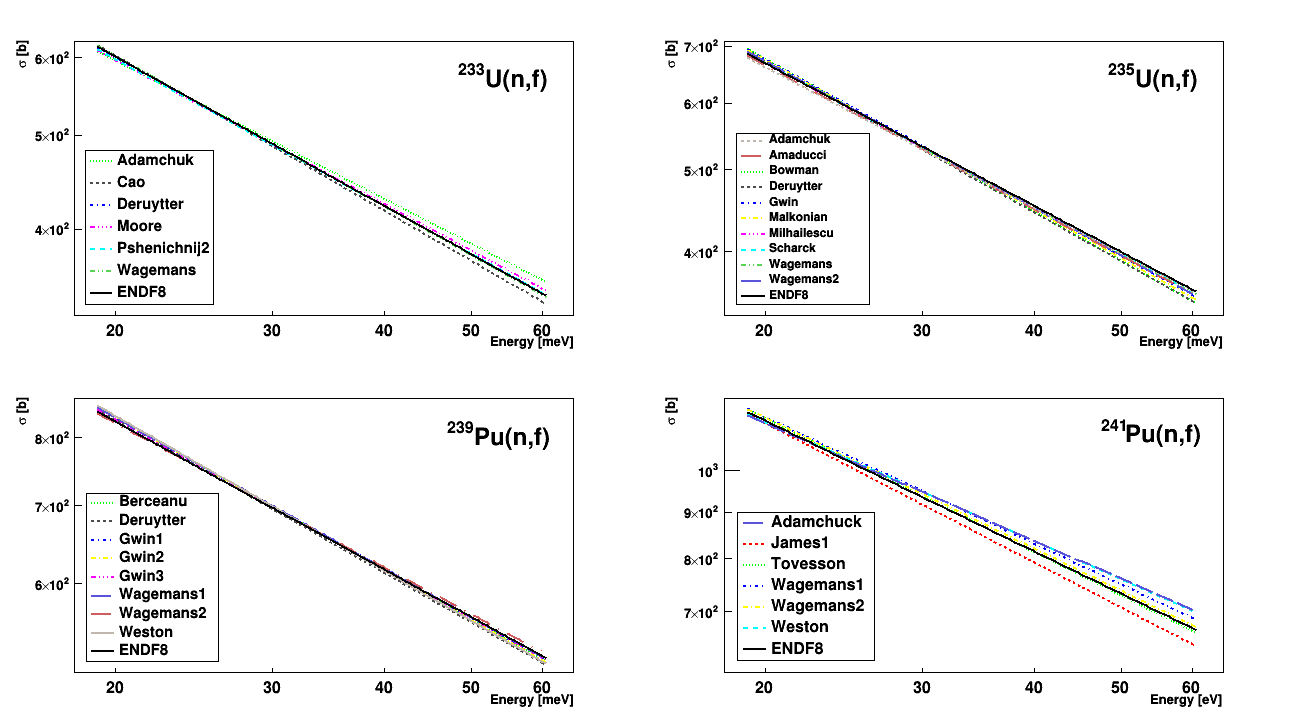 σ [b]
6×10²
5×10²
4×10²
²³³U(n,f)
Adamchuk
Cao
Deruytter
Moore
Pshenichnij2
Wagemans
ENDF8
20 30 40 50 60
Energy [meV]
σ [b]
7×10²
6×10²
5×10²
4×10²
²³⁵U(n,f)
Adamchuk
Amaducci
Bowman
Deruytter
Gwin
Malkonian
Milhailescu
Scharck
Wagemans
Wagemans2
ENDF8
20 30 40 50 60
Energy [meV]
σ [b]
8×10²
7×10²
6×10²
²³⁹Pu(n,f)
Berceanu
Deruytter
Gwin1
Gwin2
Gwin3
Wagemans1
Wagemans2
Weston
ENDF8
20 30 40 50 60
Energy [meV]
σ [b]
10³
9×10²
8×10²
7×10²
²⁴¹Pu(n,f)
Adamchuck
James1
Tovesson
Wagemans1
Wagemans2
Weston
ENDF8
20 30 40 50 60
Energy [eV]